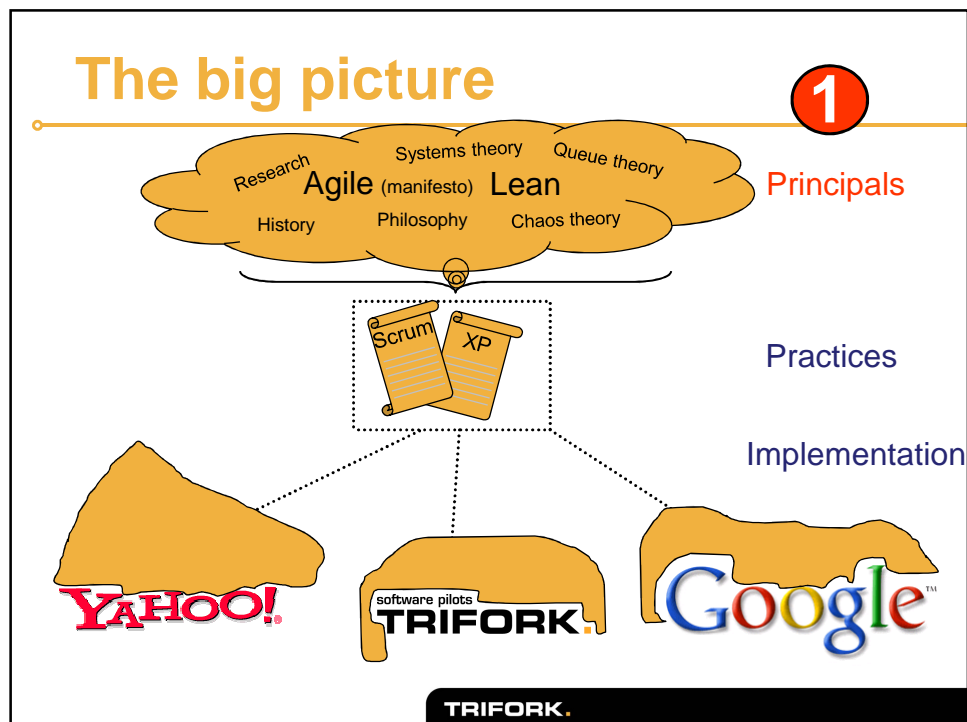 The big picture
1
Research
Systems theory
Queue theory
Agile (manifesto) Lean
Principals
History
Philosophy
Chaos theory
Scrum
XP
Practices
Implementation
YAHOO!
software pilots
TRIFORK.
Google™
TRIFORK.